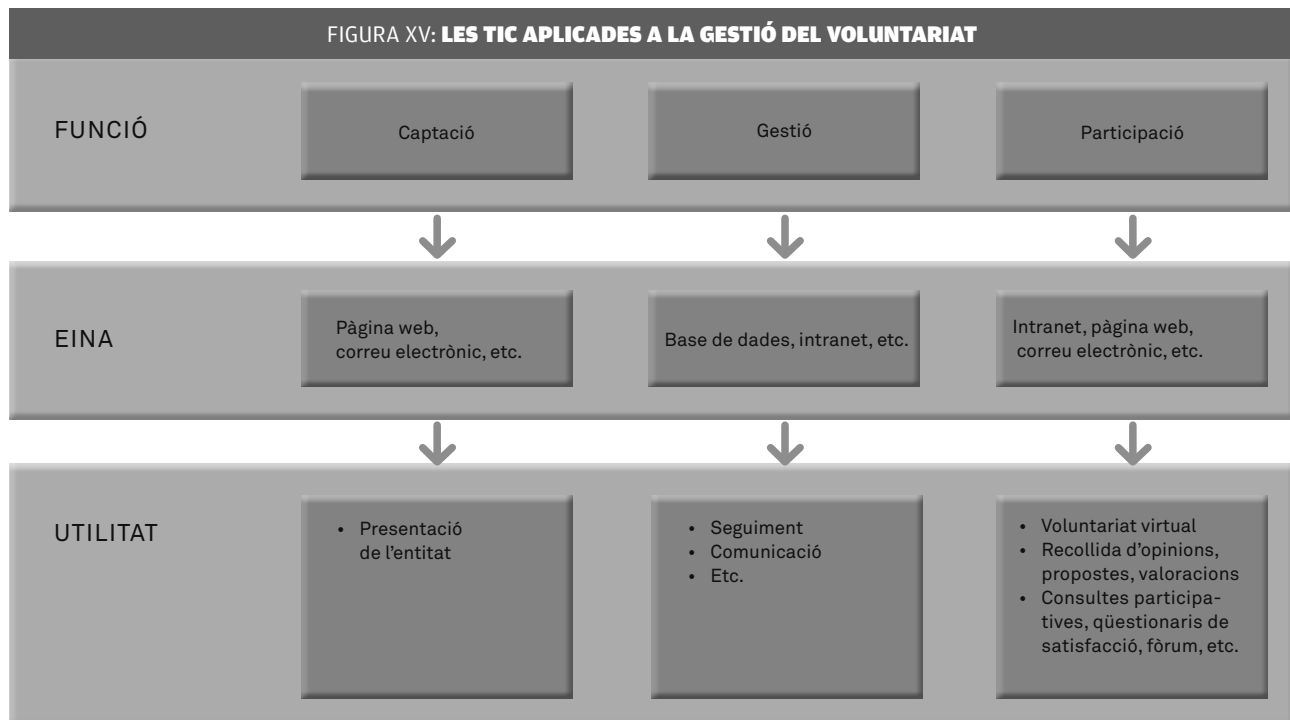 FIGURA XV: LES TIC APLICADES A LA GESTIÓ DEL VOLUNTARIAT
FUNCIÓ
Captació
Gestió
Participació
EINA
Pàgina web,
correu electrònic, etc.
Base de dades, intranet, etc.
Intranet, pàgina web,
correu electrònic, etc.
UTILITAT
• Presentació
de l'entitat
• Seguiment
• Comunicació
• Etc.
• Voluntariat virtual
• Recollida d'opinions,
propostes, valoracions
• Consultes participa-
tives, qüestionaris de
satisfacció, fòrum, etc.